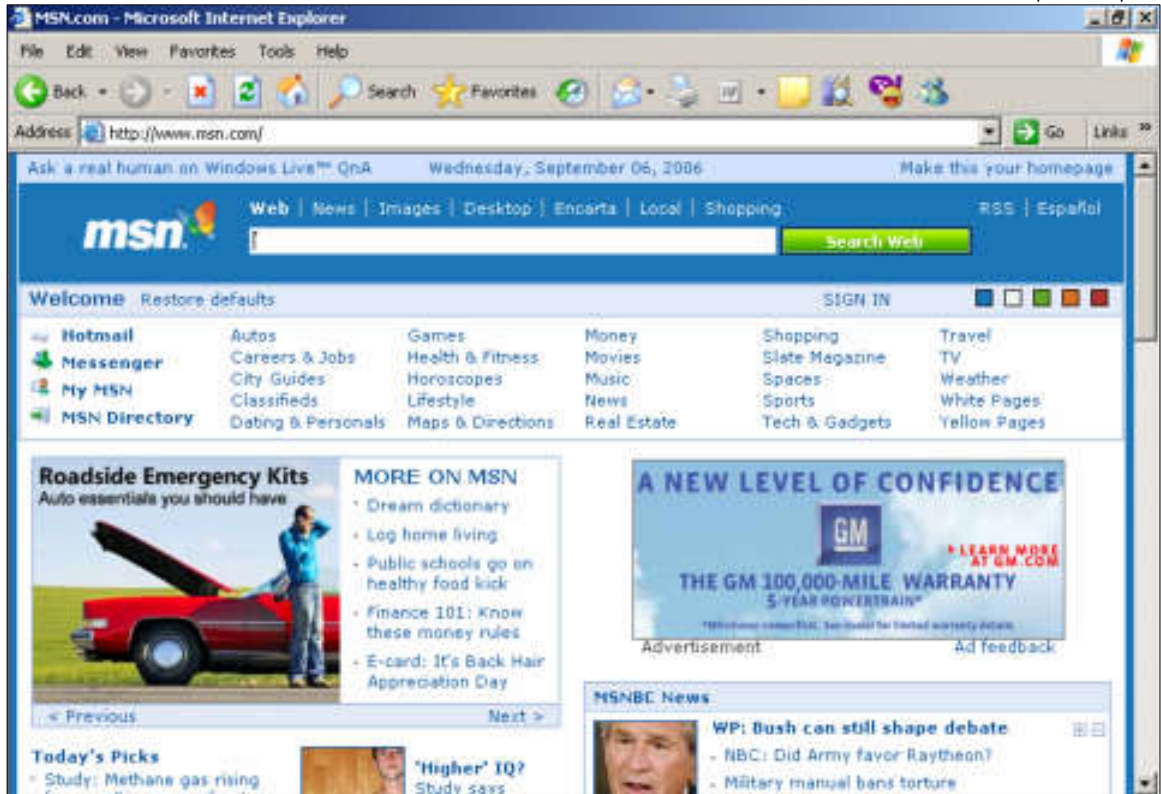 MSN.com - Microsoft Internet Explorer
File Edit View Favorites Tools Help
Back Search Favorites
Address http://www.msn.com/ Go Links »
Ask a real human on Windows Live™ QnA Wednesday, September 06, 2006 Make this your homepage
msn
Web | News | Images | Desktop | Encarta | Local | Shopping RSS | Español
Search Web
Welcome Restore defaults SIGN IN
Hotmail Autos Games Money Shopping Travel
Messenger Careers & Jobs Health & Fitness Movies Slate Magazine TV
My MSN City Guides Horoscopes Music Spaces Weather
MSN Directory Classifieds Lifestyle News Sports White Pages
Dating & Personals Maps & Directions Real Estate Tech & Gadgets Yellow Pages
Roadside Emergency Kits
Auto essentials you should have
MORE ON MSN
Dream dictionary
Log home living
Public schools go on
healthy food kick
Finance 101: Know
these money rules
E-card: It's Back Hair
Appreciation Day
< Previous Next >
A NEW LEVEL OF CONFIDENCE
GM
LEARN MORE
AT GM.COM
THE GM 100,000-MILE WARRANTY
5-YEAR POWERTRAIN*
Advertisement Ad feedback
MSNBC News
WP: Bush can still shape debate
- NBC: Did Army favor Raytheon?
- Military manual bans torture
Today's Picks
Study: Methane gas rising
'Higher' IQ?
Study says